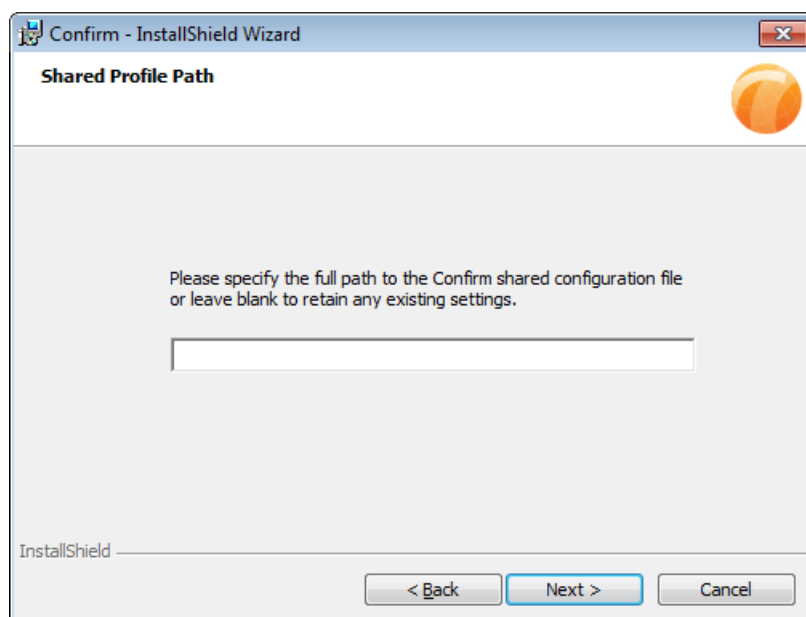 Confirm - InstallShield Wizard
Shared Profile Path
Please specify the full path to the Confirm shared configuration file
or leave blank to retain any existing settings.
InstallShield
< Back
Next >
Cancel